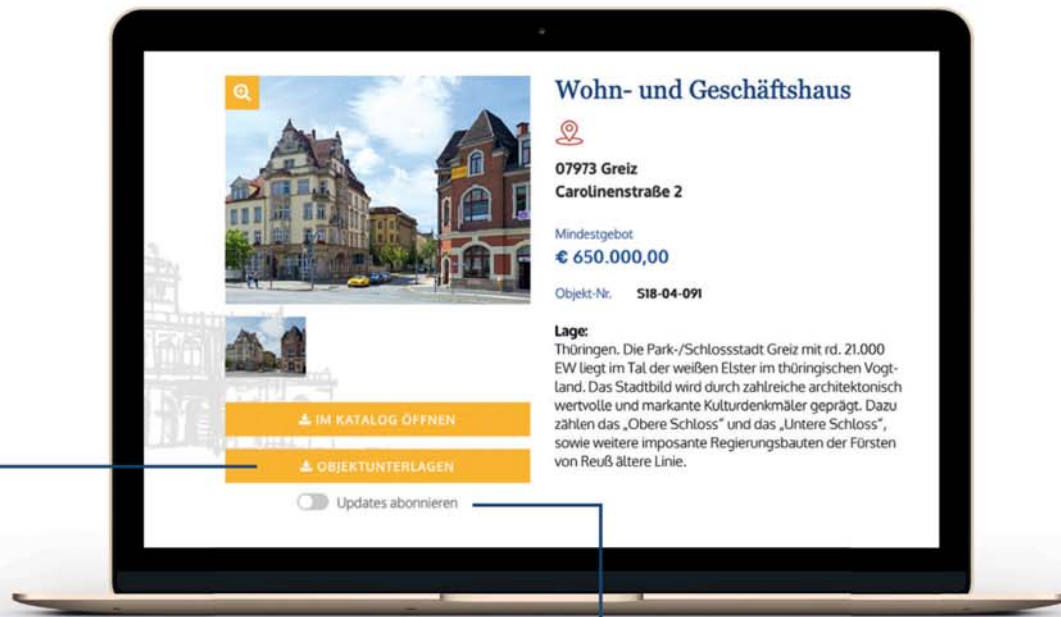 Wohn- und Geschäftshaus
07973 Greiz
Carolinenstraße 2
Mindestgebot
€ 650.000,00
Objekt-Nr. S18-04-091
Lage:
Thüringen. Die Park-/Schlossstadt Greiz mit rd. 21.000
EW liegt im Tal der weißen Elster im thüringischen Vogt-
land. Das Stadtbild wird durch zahlreiche architektonisch
wertvolle und markante Kulturdenkmäler geprägt. Dazu
zählen das „Obere Schloss“ und das „Untere Schloss“,
sowie weitere imposante Regierungsbauten der Fürsten
von Reuß ältere Linie.
IM KATALOG ÖFFNEN
OBJEKTUNTERLAGEN
Updates abonnieren